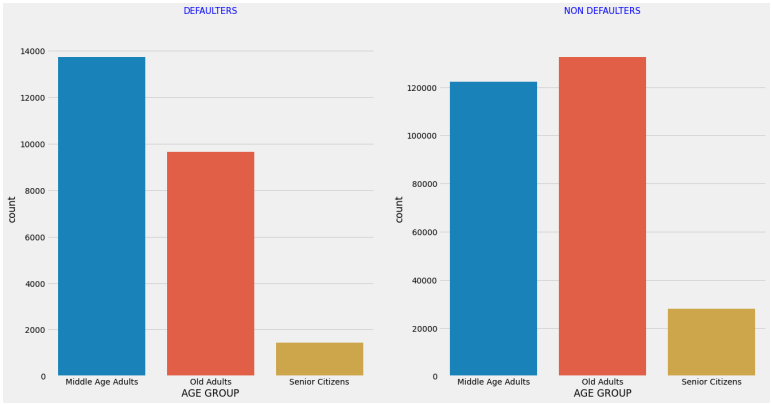 DEFAULTERS
14000
12000
10000
8000
6000
4000
2000
0
count
Middle Age Adults Old Adults Senior Citizens
AGE GROUP
NON DEFAULTERS
120000
100000
80000
60000
40000
20000
0
count
Middle Age Adults Old Adults Senior Citizens
AGE GROUP